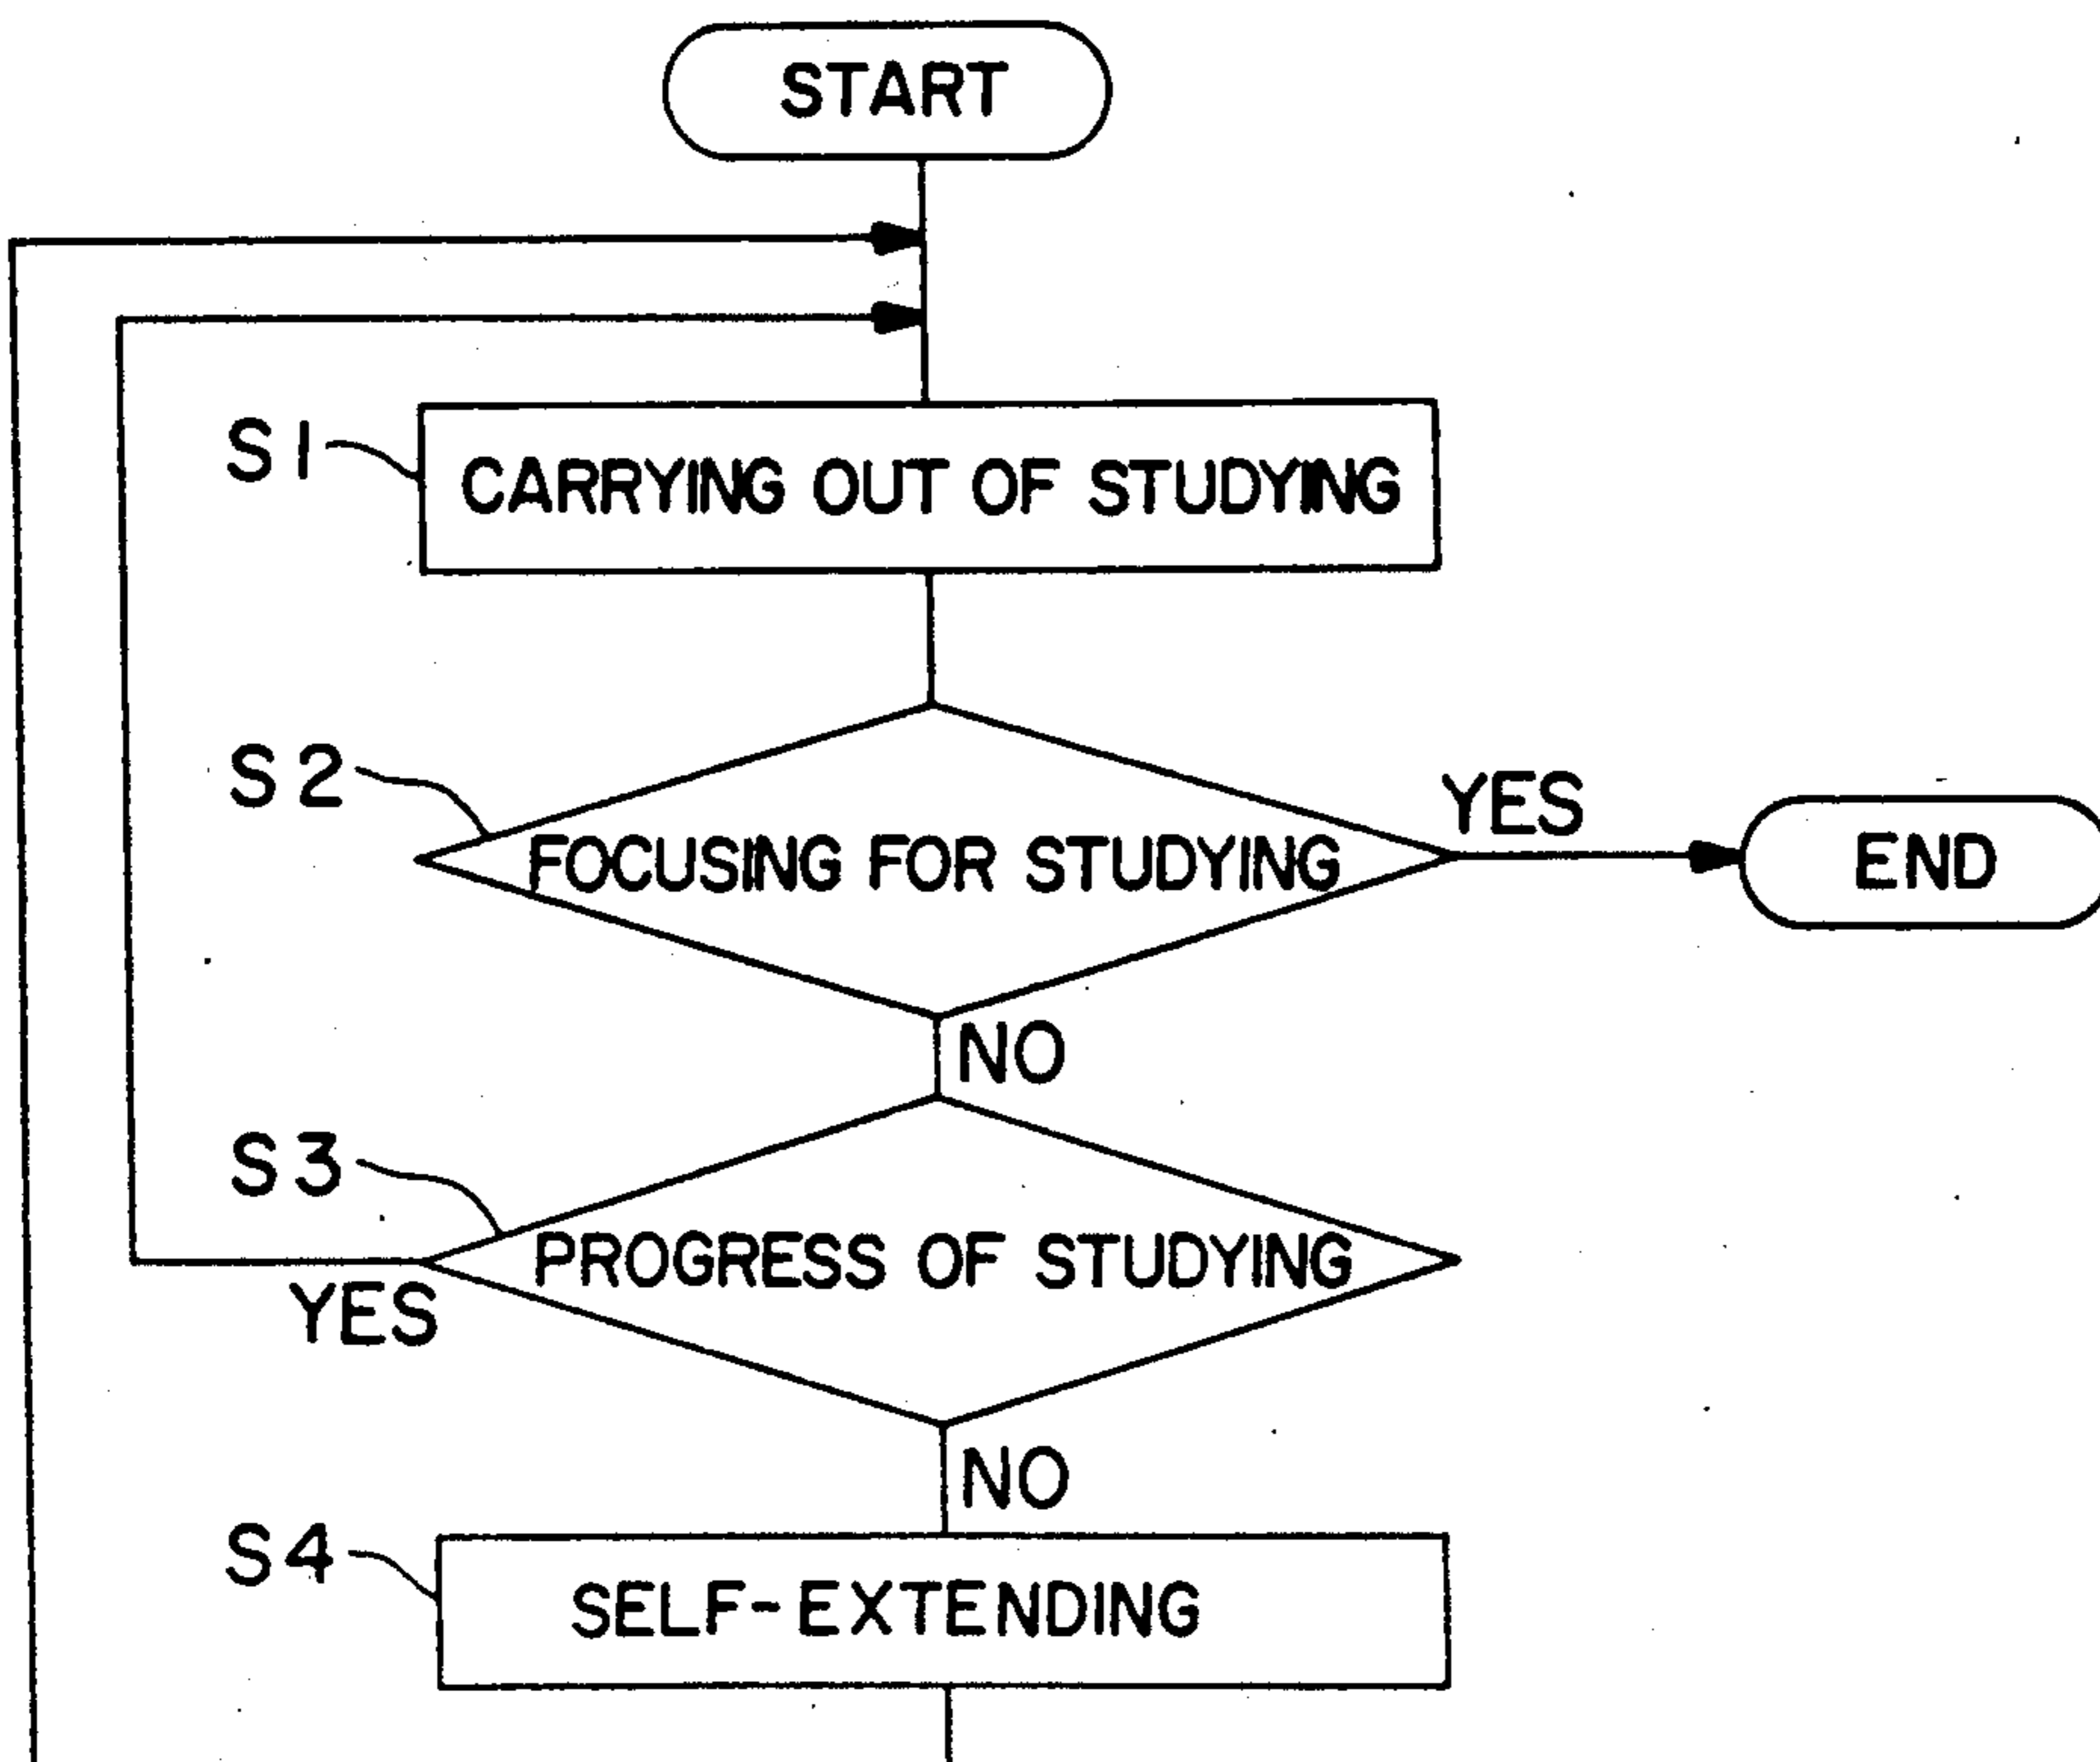 START
S1
CARRYING OUT OF STUDYING
S2
FOCUSING FOR STUDYING
YES
END
NO
S3
PROGRESS OF STUDYING
YES
NO
S4
SELF-EXTENDING